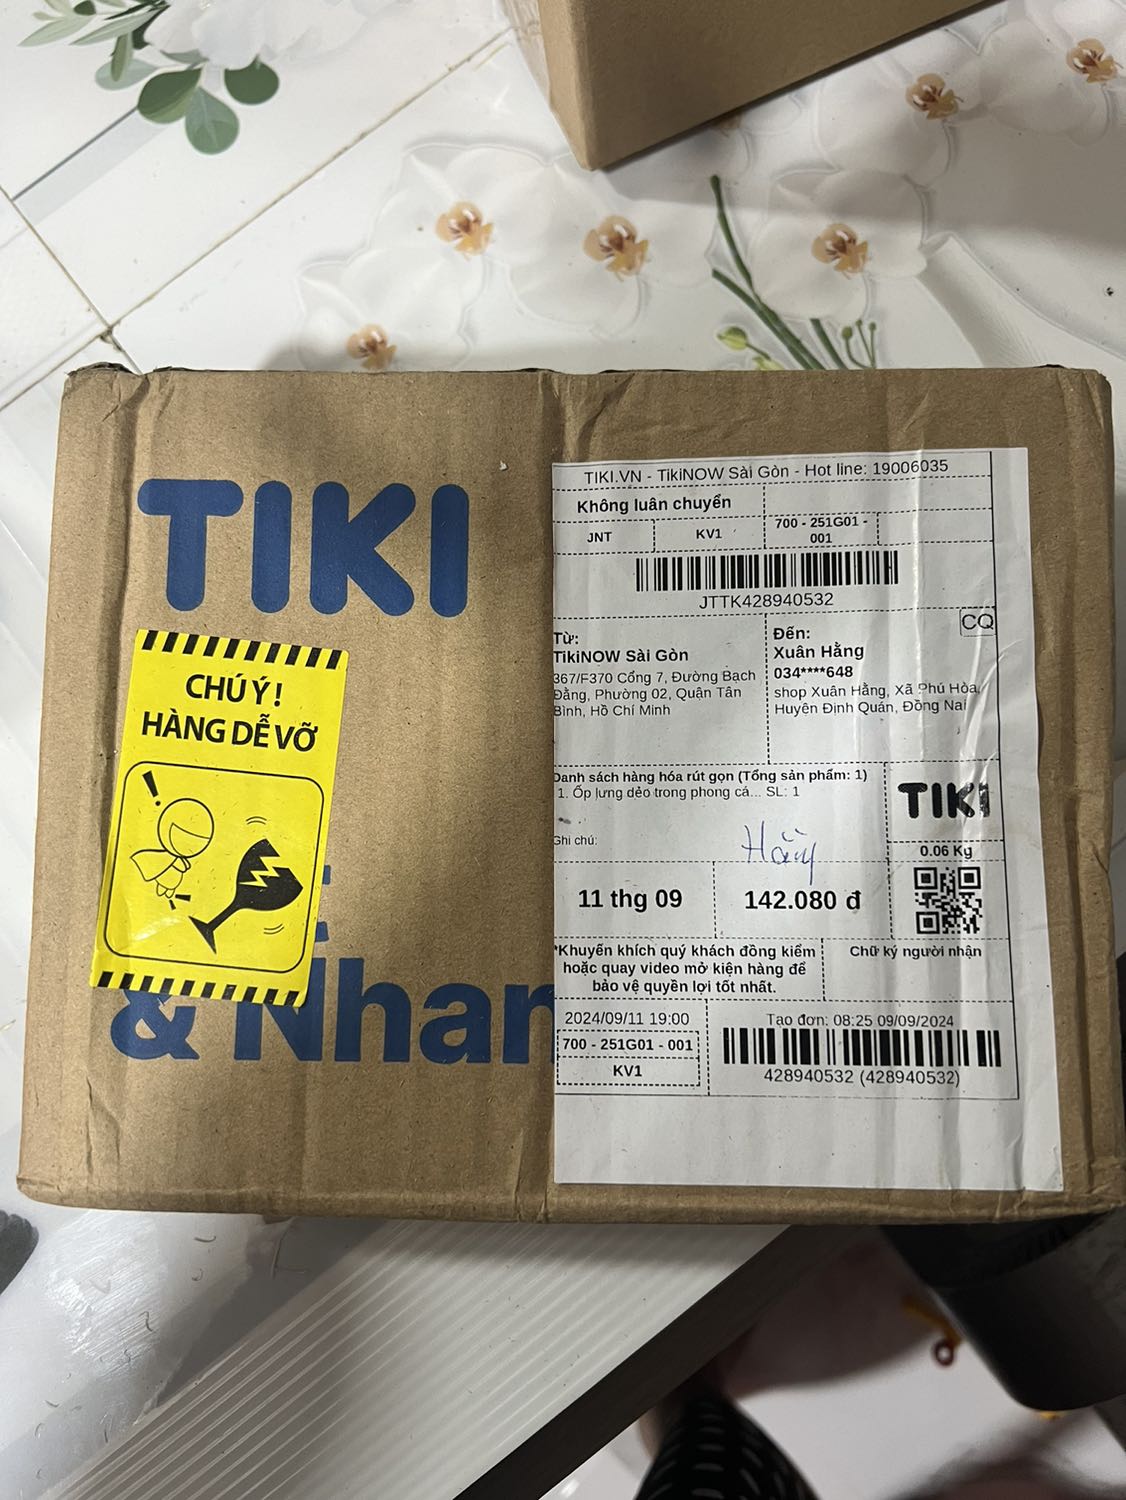 TIKI
CHÚ Ý!
HÀNG DỄ VỠ
& Nhan
TIKI.VN - TikiNOW Sài Gòn - Hot line: 19006035
Không luân chuyển
JNT
KV1
700 - 251G01 -
001
JTTK428940532
CQ
Từ:
TikiNOW Sài Gòn
367/F370 Cổng 7, Đường Bạch
Đằng, Phường 02, Quận Tân
Bình, Hồ Chí Minh
Đến:
Xuân Hằng
034****648
shop Xuân Hằng, Xã Phú Hòa,
Huyện Định Quán, Đồng Nai
Danh sách hàng hóa rút gọn (Tổng sản phẩm: 1)
1. Ốp lưng dẻo trong phong cá... SL: 1
Ghi chú:
Hằng
TIKI
0.06 Kg
11 thg 09
142.080 đ
*Khuyến khích quý khách đồng kiểm
hoặc quay video mở kiện hàng để
bảo vệ quyền lợi tốt nhất.
Chữ ký người nhận
2024/09/11 19:00
700 - 251G01 - 001
KV1
Tạo đơn: 08:25 09/09/2024
428940532 (428940532)